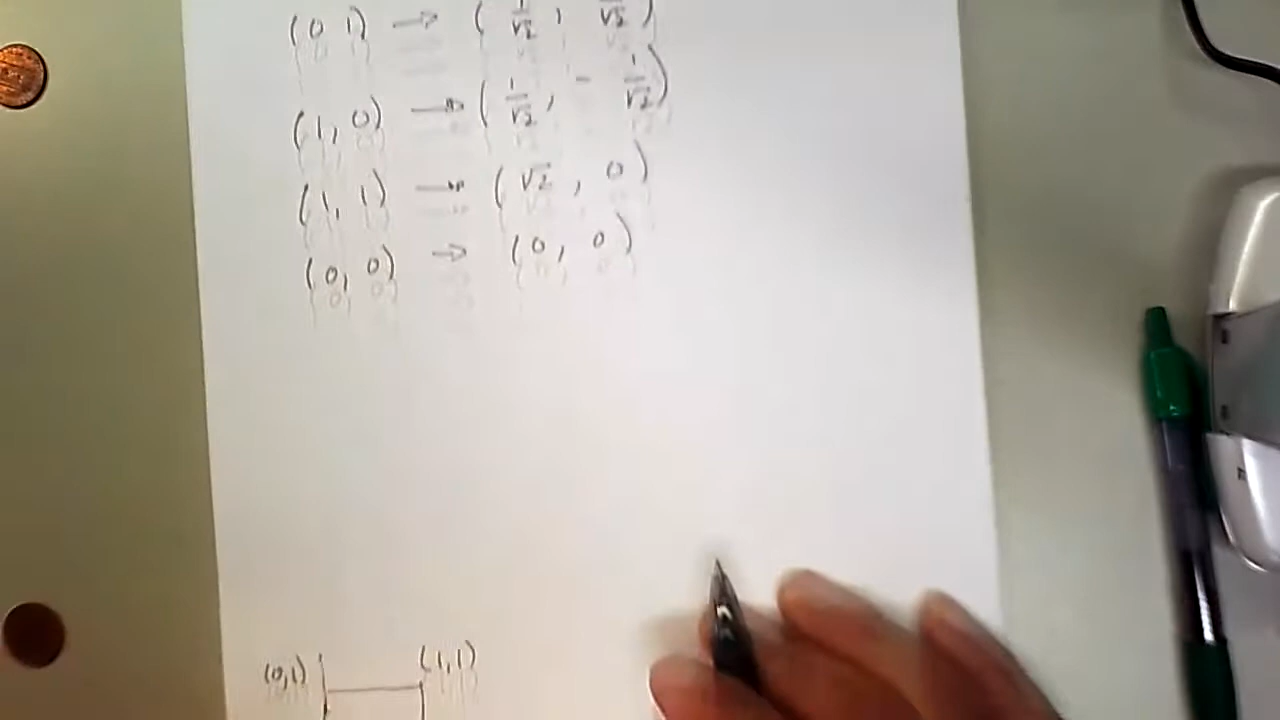 (0 1) → (1/√2, 1/√2)
(1, 0) → (1/√2, - 1/√2)
(1, 1) → (√2, 0)
(0, 0) → (0, 0)
(0,1) (1,1)